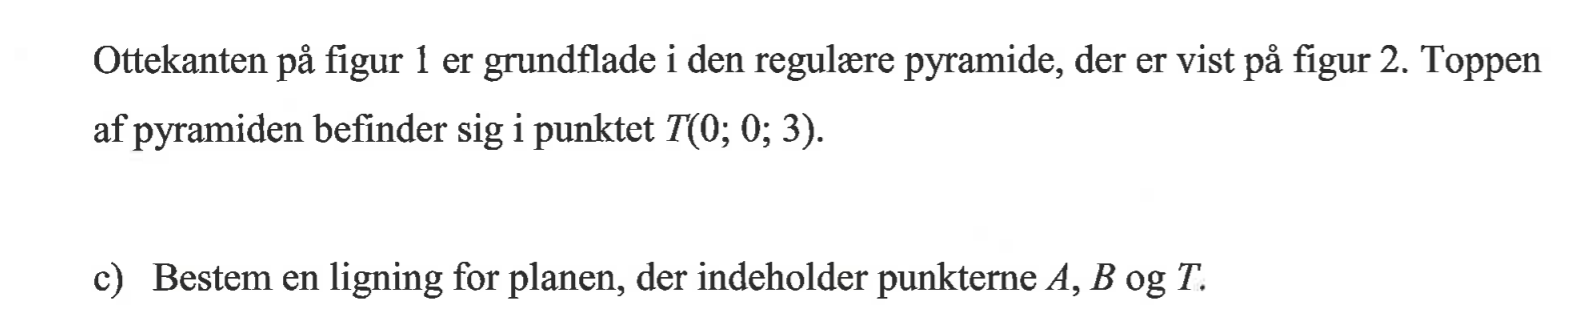 Ottekanten på figur 1 er grundflade i den regulære pyramide, der er vist på figur 2. Toppen
af pyramiden befinder sig i punktet T(0; 0; 3).
c) Bestem en ligning for planen, der indeholder punkterne A, B og T.